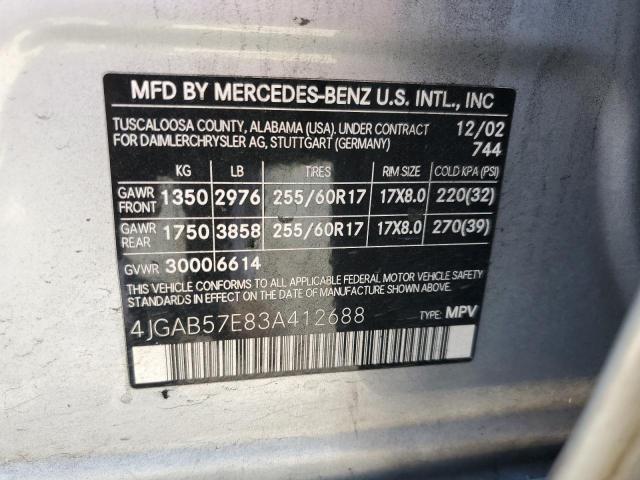 MFD BY MERCEDES-BENZ U.S. INTL., INC
TUSCALOOSA COUNTY, ALABAMA (USA). UNDER CONTRACT 12/02
FOR DAIMLERCHRYSLER AG, STUTTGART (GERMANY) 744
KG LB TIRES RIM SIZE COLD KPA (PSI)
GAWR FRONT 1350 2976 255/60R17 17X8.0 220(32)
GAWR REAR 1750 3858 255/60R17 17X8.0 270(39)
GVWR 3000 6614
THIS VEHICLE CONFORMS TO ALL APPLICABLE FEDERAL MOTOR VEHICLE SAFETY
STANDARDS IN EFFECT ON THE DATE OF MANUFACTURE SHOWN ABOVE.
4JGAB57E83A412688 TYPE: MPV